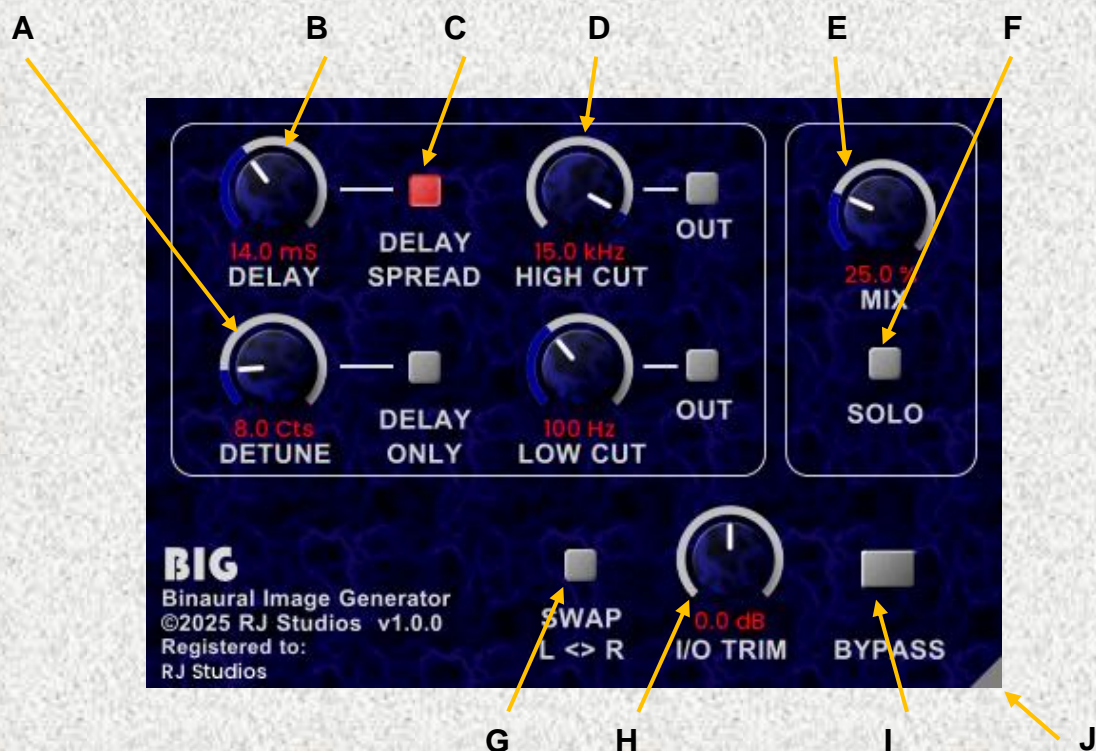 A B C D E F
14.0 mS
DELAY
DELAY
SPREAD
15.0 kHz
HIGH CUT
OUT
25.0 %
MIX
8.0 Cts
DETUNE
DELAY
ONLY
100 Hz
LOW CUT
OUT
SOLO
BIG
Binaural Image Generator
©2025 RJ Studios v1.0.0
Registered to:
RJ Studios
SWAP
L <> R
0.0 dB
I/O TRIM
BYPASS
G H I J